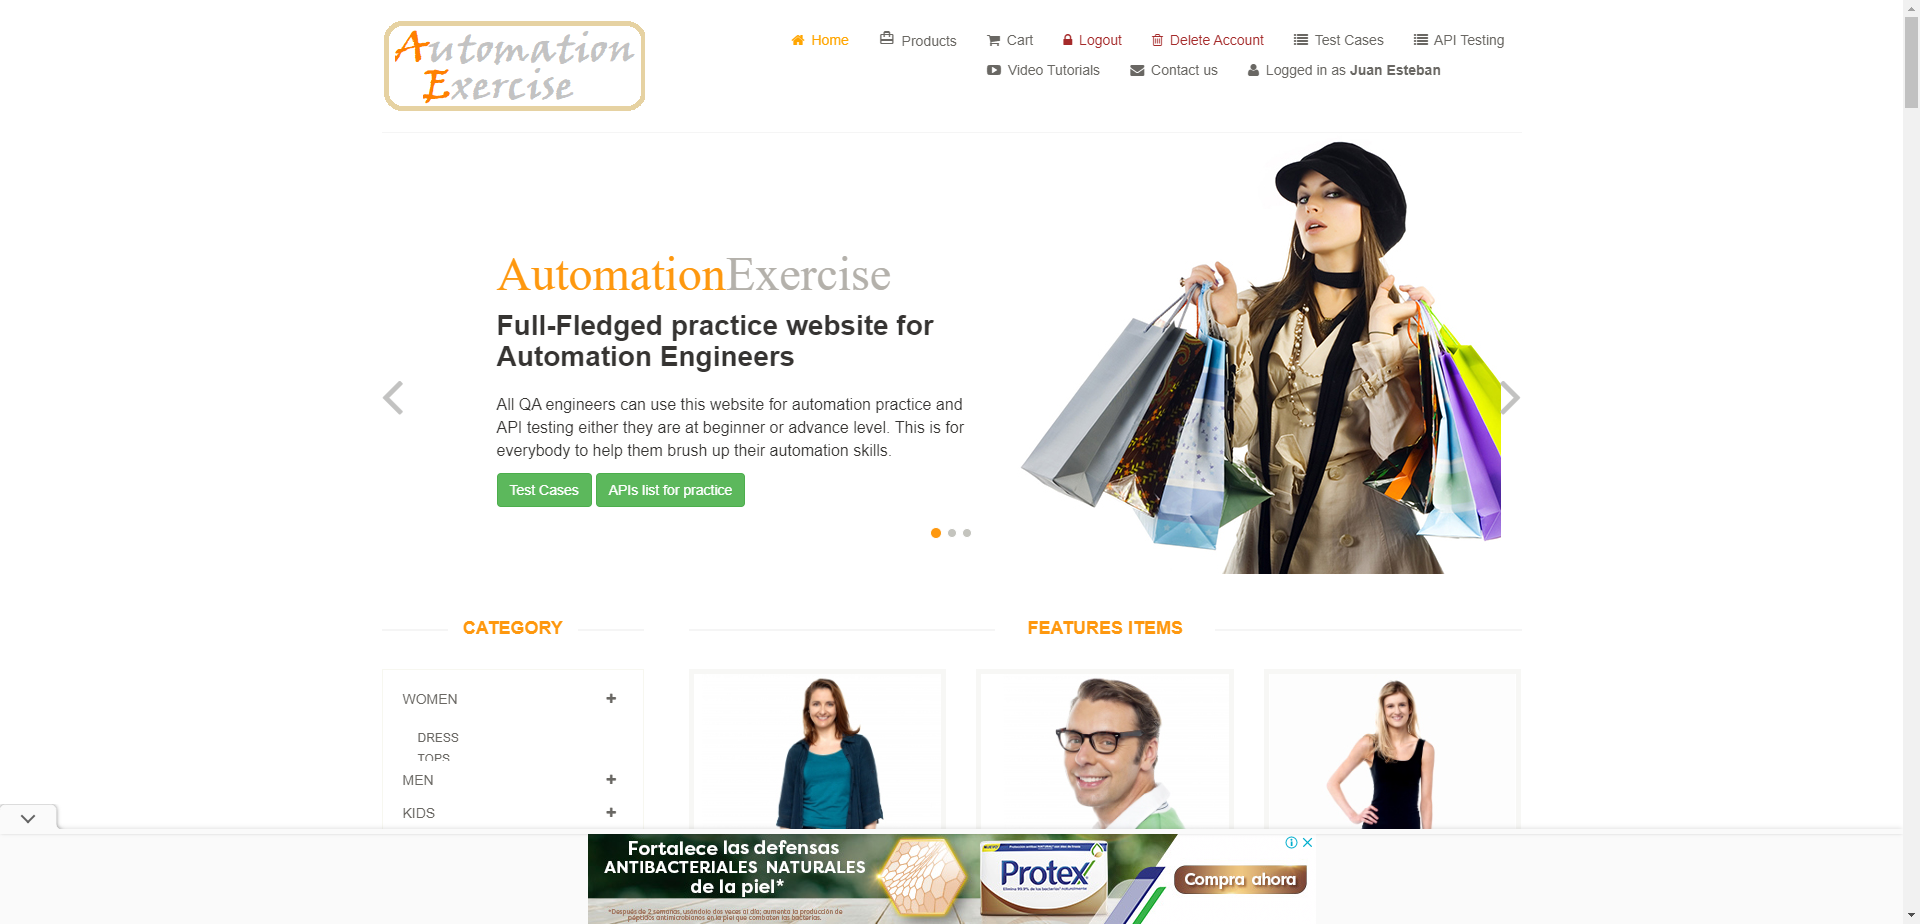 Automation
Exercise
Home
Products
Cart
Logout
Delete Account
Test Cases
API Testing
Video Tutorials
Contact us
Logged in as Juan Esteban
AutomationExercise
Full-Fledged practice website for
Automation Engineers
All QA engineers can use this website for automation practice and
API testing either they are at beginner or advance level. This is for
everybody to help them brush up their automation skills.
Test Cases
APIs list for practice
CATEGORY
FEATURES ITEMS
WOMEN
DRESS
TOPS
MEN
KIDS
Fortalece las defensas
ANTIBACTERIALES NATURALES
de la piel*
*Después de 2 semanas, usándolo dos veces al día; aumenta la producción de
péptidos antimicrobianos en la piel que combaten las bacterias.
Protex
Compra ahora